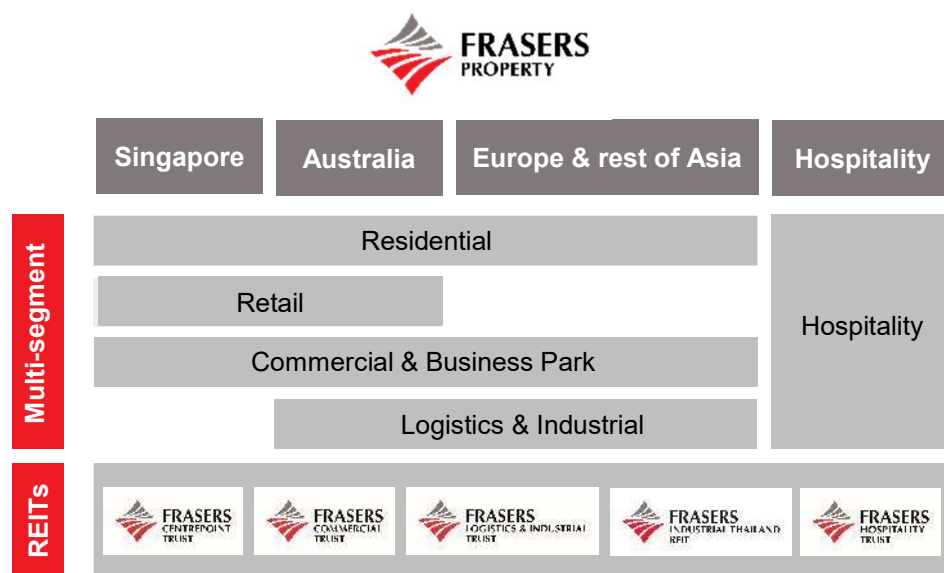 FRASERS
PROPERTY
Singapore
Australia
Europe & rest of Asia
Hospitality
Multi-segment
Residential
Retail
Commercial & Business Park
Logistics & Industrial
Hospitality
REITs
FRASERS
CENTREPOINT
TRUST
FRASERS
COMMERCIAL
TRUST
FRASERS
LOGISTICS & INDUSTRIAL
TRUST
FRASERS
INDUSTRIAL THAILAND
REIT
FRASERS
HOSPITALITY
TRUST